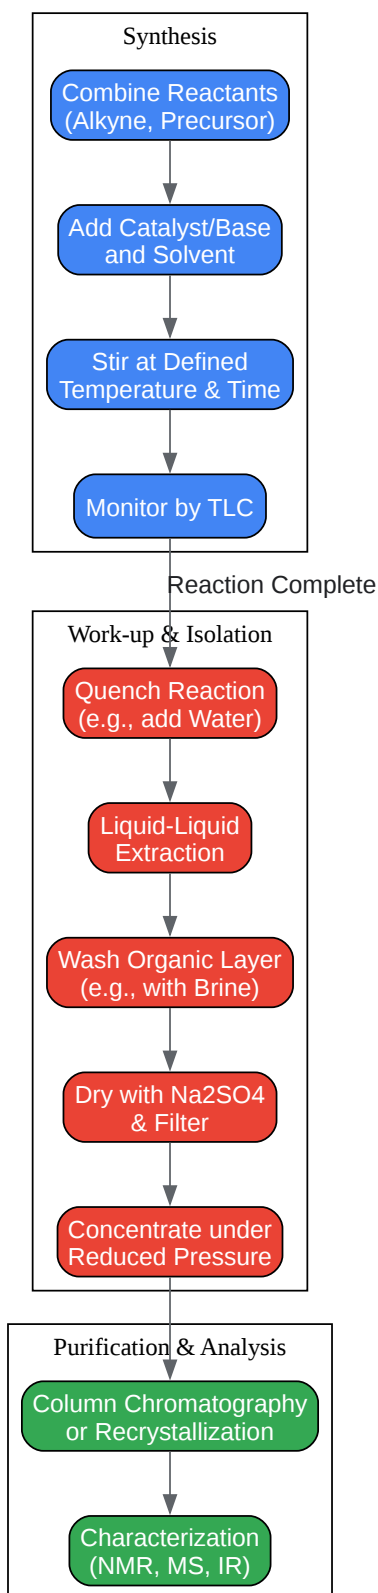 Synthesis
Combine Reactants
(Alkyne, Precursor)
Add Catalyst/Base
and Solvent
Stir at Defined
Temperature & Time
Monitor by TLC
Reaction Complete
Work-up & Isolation
Quench Reaction
(e.g., add Water)
Liquid-Liquid
Extraction
Wash Organic Layer
(e.g., with Brine)
Dry with Na2SO4
& Filter
Concentrate under
Reduced Pressure
Purification & Analysis
Column Chromatography
or Recrystallization
Characterization
(NMR, MS, IR)